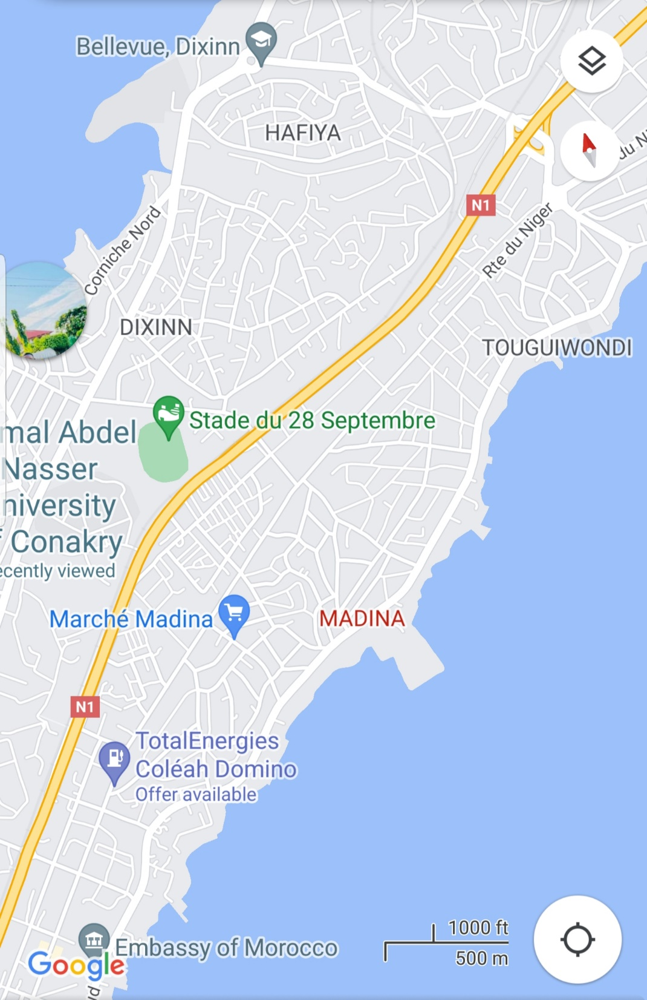 Bellevue, Dixinn
HAFIYA
du Ni
N1
Rte du Niger
Corniche Nord
DIXINN
TOUGUIWONDI
Stade du 28 Septembre
mal Abdel
Nasser
niversity
f Conakry
ecently viewed
Marché Madina
MADINA
N1
TotalEnergies
Coléah Domino
Offer available
1000 ft
500 m
Embassy of Morocco
Google